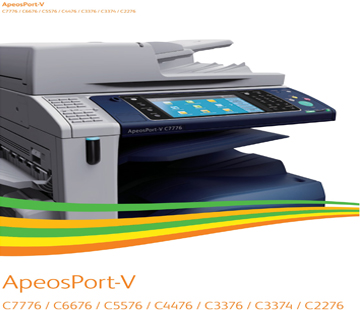 ApeosPort-V
C7776 / C6676 / C5576 / C4476 / C3376 / C3374 / C2276
ApeosPort-V C7776
ApeosPort-V
C7776 / C6676 / C5576 / C4476 / C3376 / C3374 / C2276